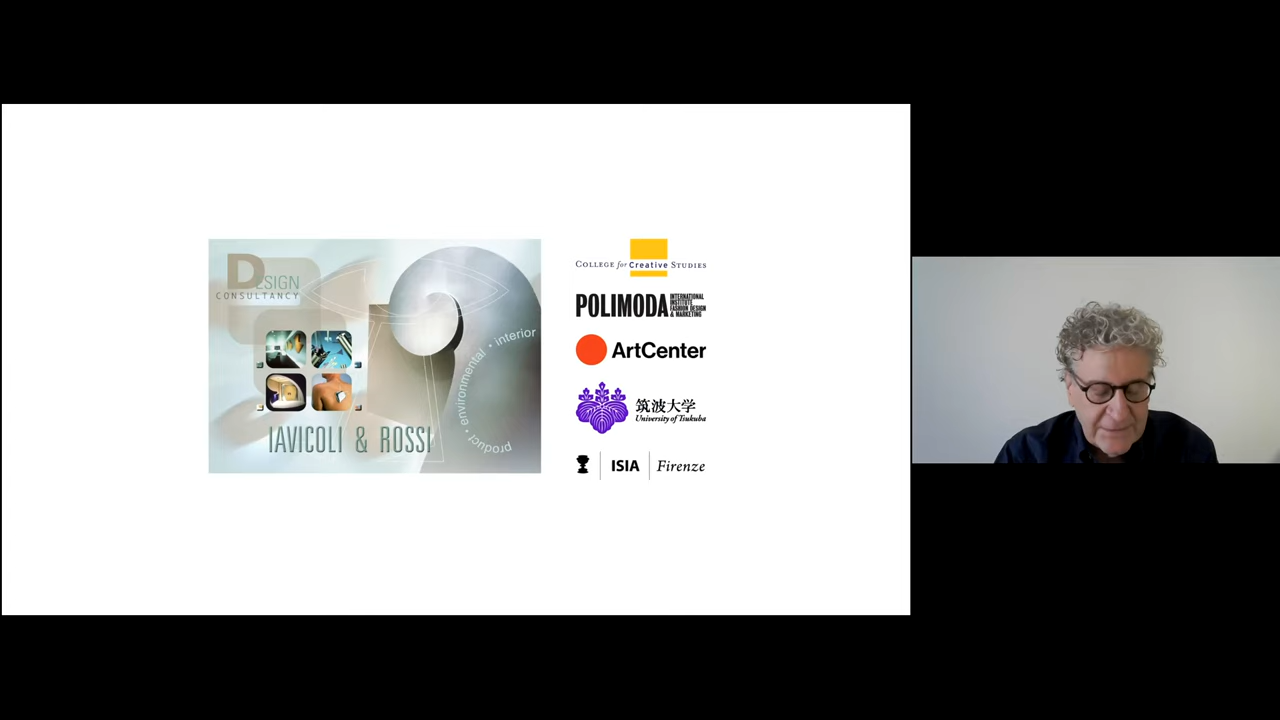 DESIGN
CONSULTANCY
IAVICOLI & ROSSI
product • environmental • interior
COLLEGE for Creative STUDIES
POLIMODA
INTERNATIONAL
INSTITUTE
FASHION DESIGN
& MARKETING
ArtCenter
筑波大学
University of Tsukuba
ISIA
Firenze